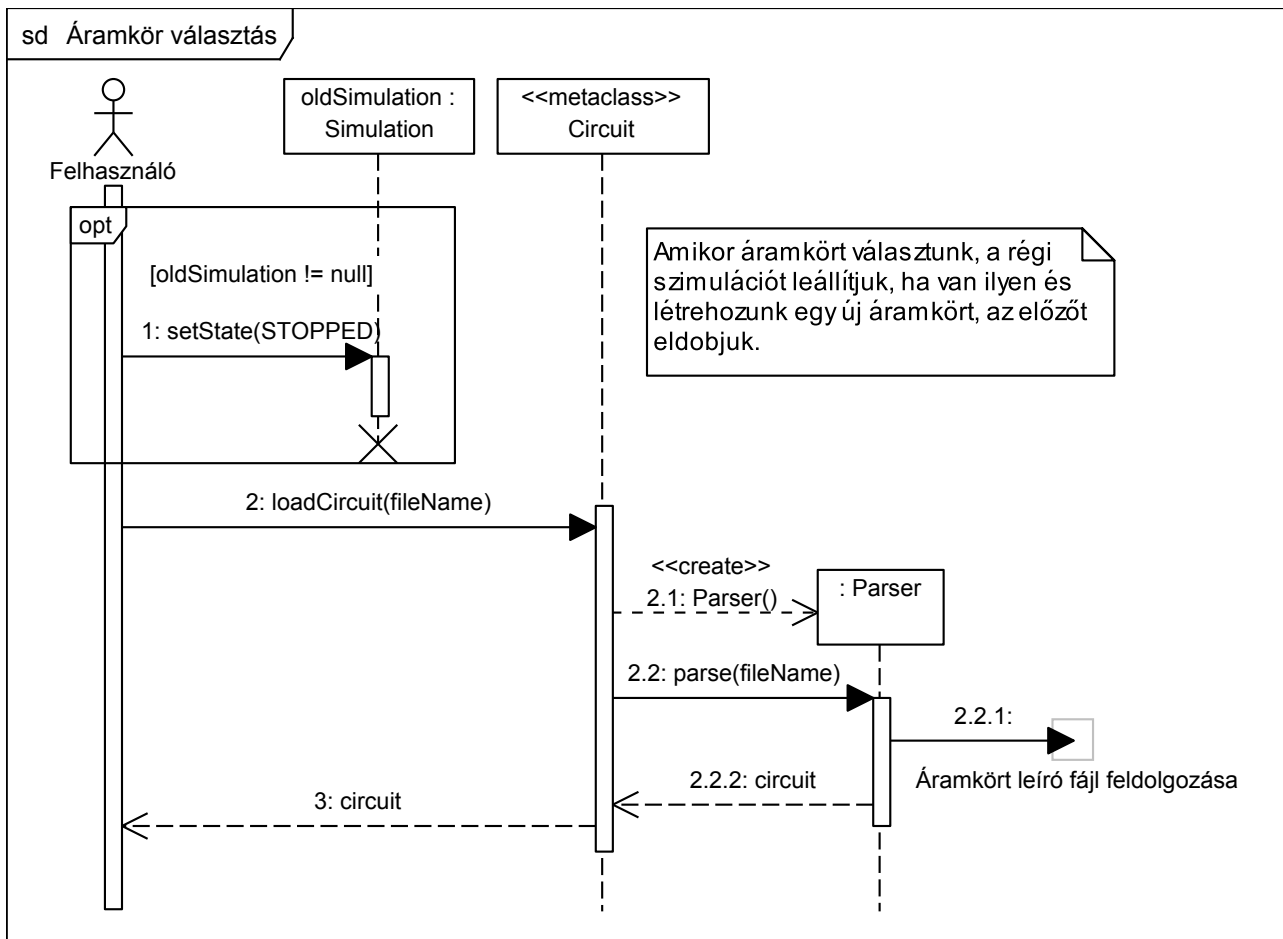 sd Áramkör választás
oldSimulation :
Simulation
<<metaclass>>
Circuit
Felhasználó
opt
[oldSimulation != null]
1: setState(STOPPED)
Amikor áramkört választunk, a régi
szimulációt leállítjuk, ha van ilyen és
létrehozunk egy új áramkört, az előzőt
eldobjuk.
2: loadCircuit(fileName)
<<create>>
2.1: Parser()
: Parser
2.2: parse(fileName)
2.2.1:
Áramkört leíró fájl feldolgozása
2.2.2: circuit
3: circuit